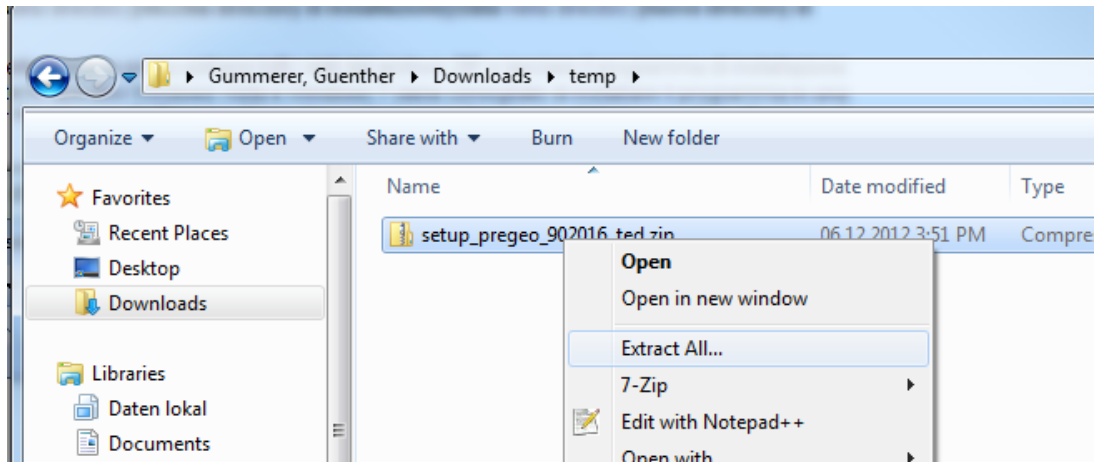 Gummerer, Guenther Downloads temp
Organize Open Share with Burn New folder
Name Date modified Type
Favorites
Recent Places
Desktop
Downloads
Libraries
Daten lokal
Documents
setup_pregeo_902016_ted.zip 06.12.2012 3:51 PM Compre
Open
Open in new window
Extract All...
7-Zip
Edit with Notepad++
Open with